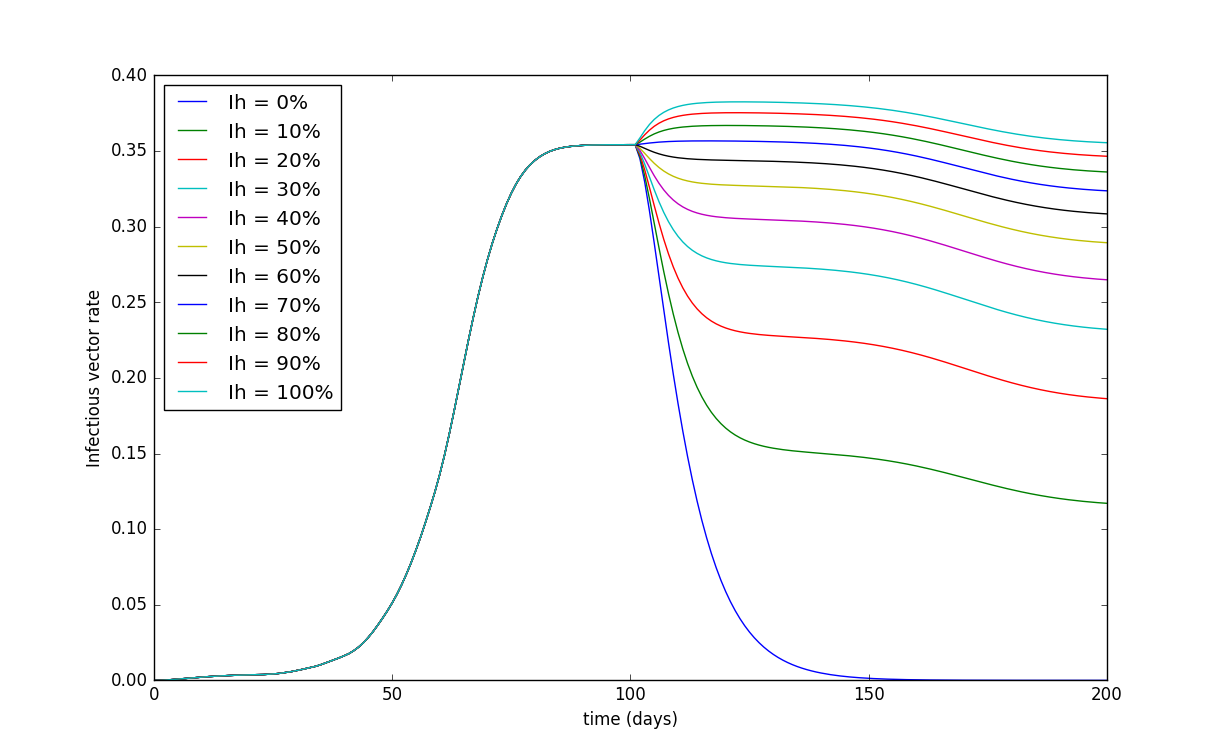 0.40
0.35
0.30
0.25
0.20
0.15
0.10
0.05
0.00
Infectious vector rate
Ih = 0%
Ih = 10%
Ih = 20%
Ih = 30%
Ih = 40%
Ih = 50%
Ih = 60%
Ih = 70%
Ih = 80%
Ih = 90%
Ih = 100%
0 50 100 150 200
time (days)